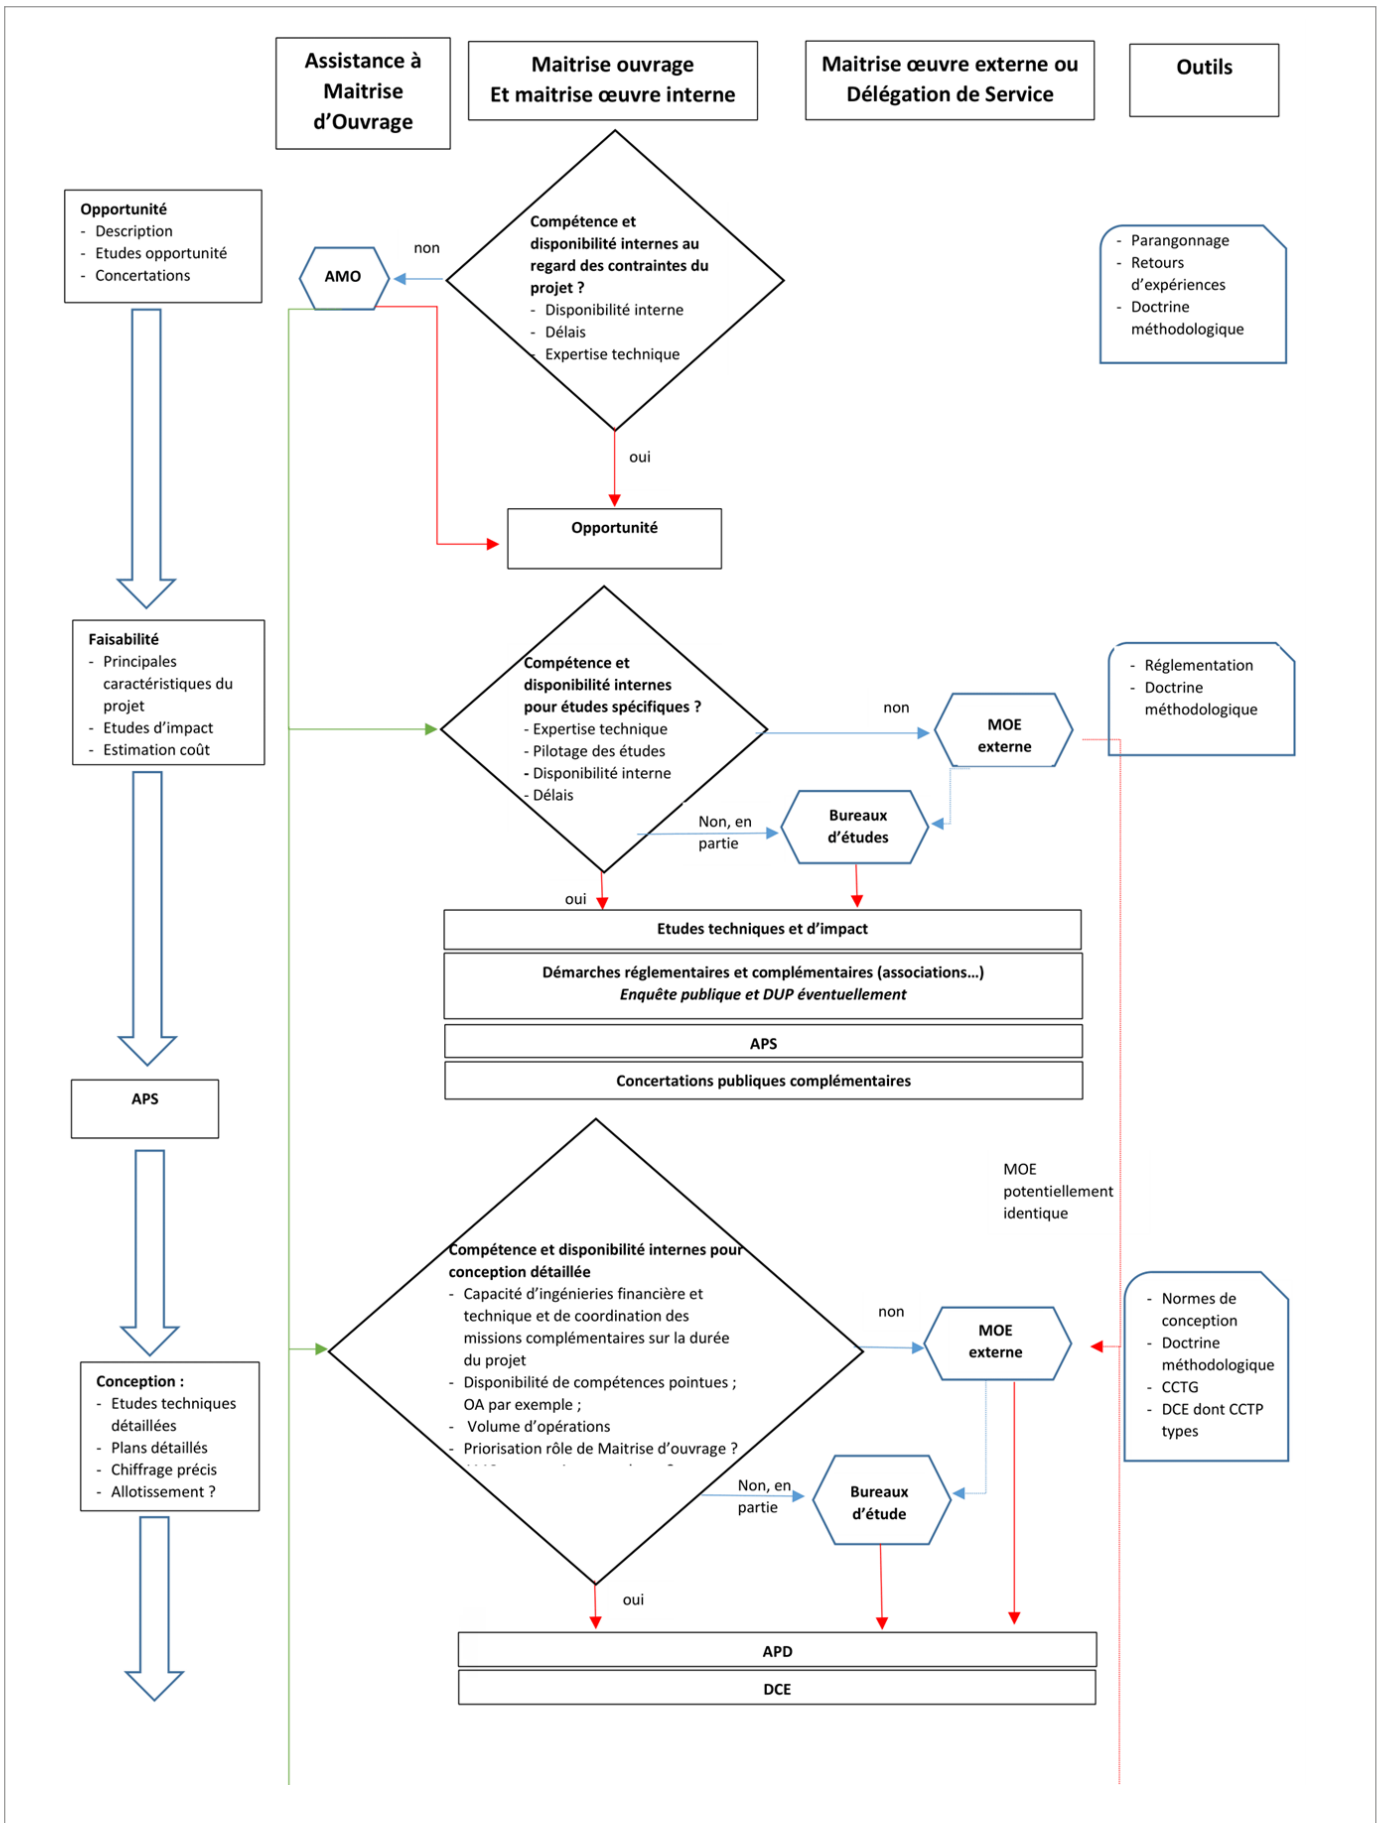 Assistance à
Maitrise
d'Ouvrage
Maitrise ouvrage
Et maitrise œuvre interne
Maitrise œuvre externe ou
Délégation de Service
Outils
Opportunité
- Description
- Etudes opportunité
- Concertations
AMO
non
Compétence et
disponibilité internes au
regard des contraintes du
projet ?
- Disponibilité interne
- Délais
- Expertise technique
- Parangonnage
- Retours
d'expériences
- Doctrine
méthodologique
oui
Opportunité
Faisabilité
- Principales
caractéristiques du
projet
- Etudes d'impact
- Estimation coût
Compétence et
disponibilité internes
pour études spécifiques ?
- Expertise technique
- Pilotage des études
- Disponibilité interne
- Délais
non
MOE
externe
- Réglementation
- Doctrine
méthodologique
Non, en
partie
Bureaux
d'études
oui
Etudes techniques et d'impact
Démarches réglementaires et complémentaires (associations…)
Enquête publique et DUP éventuellement
APS
Concertations publiques complémentaires
APS
MOE
potentiellement
identique
Compétence et disponibilité internes pour
conception détaillée
- Capacité d'ingénieries financière et
technique et de coordination des
missions complémentaires sur la durée
du projet
- Disponibilité de compétences pointues ;
OA par exemple ;
- Volume d'opérations
- Priorisation rôle de Maitrise d'ouvrage ?
non
MOE
externe
- Normes de
conception
- Doctrine
méthodologique
- CCTG
- DCE dont CCTP
types
Conception :
- Etudes techniques
détaillées
- Plans détaillés
- Chiffrage précis
- Allotissement ?
Non, en
partie
Bureaux
d'étude
oui
APD
DCE